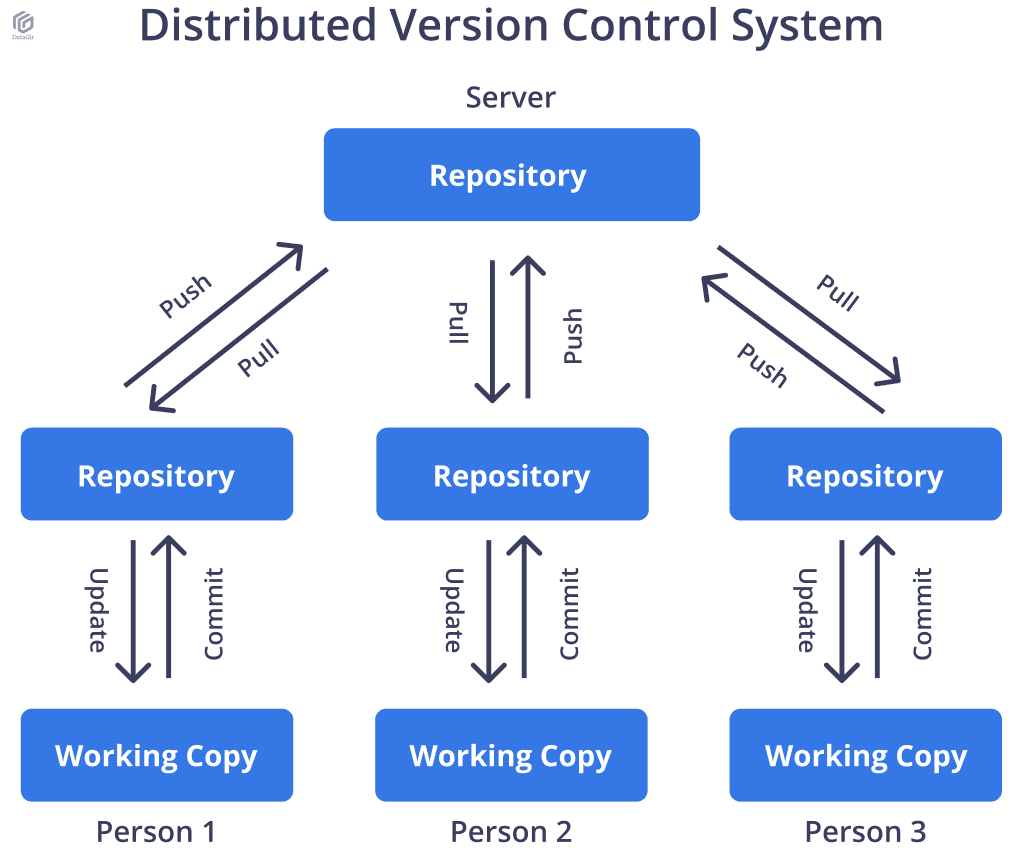 Distributed Version Control System
DataGir
Server
Repository
Push
Pull
Pull
Push
Pull
Push
Repository
Repository
Repository
Update
Commit
Update
Commit
Update
Commit
Working Copy
Working Copy
Working Copy
Person 1
Person 2
Person 3